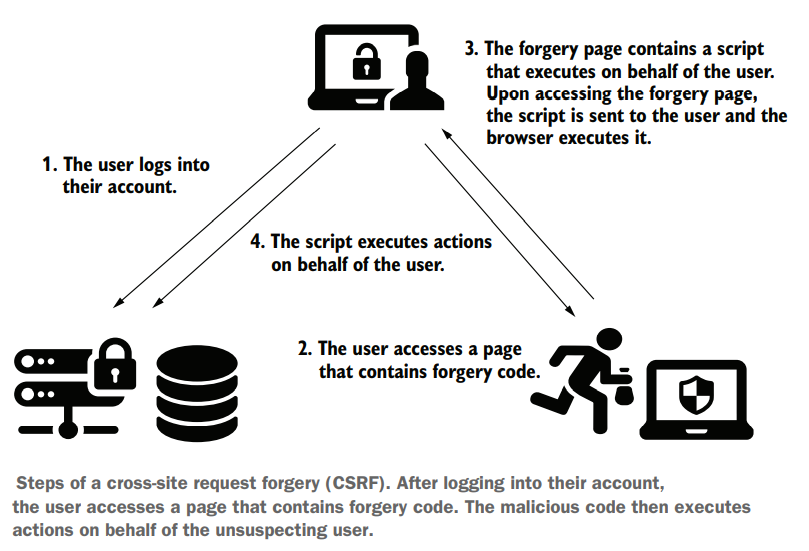 3. The forgery page contains a script
that executes on behalf of the user.
Upon accessing the forgery page,
the script is sent to the user and the
browser executes it.
1. The user logs into
their account.
4. The script executes actions
on behalf of the user.
2. The user accesses a page
that contains forgery code.
Steps of a cross-site request forgery (CSRF). After logging into their account,
the user accesses a page that contains forgery code. The malicious code then executes
actions on behalf of the unsuspecting user.